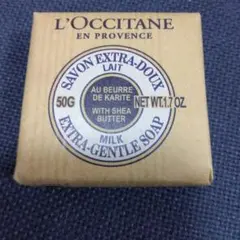 L'OCCITANE
EN PROVENCE
SAVON EXTRA-DOUX
LAIT
AU BEURRE
DE KARITE
50G
NET WT.1.7 OZ.
WITH SHEA
BUTTER
MILK
EXTRA-GENTLE SOAP